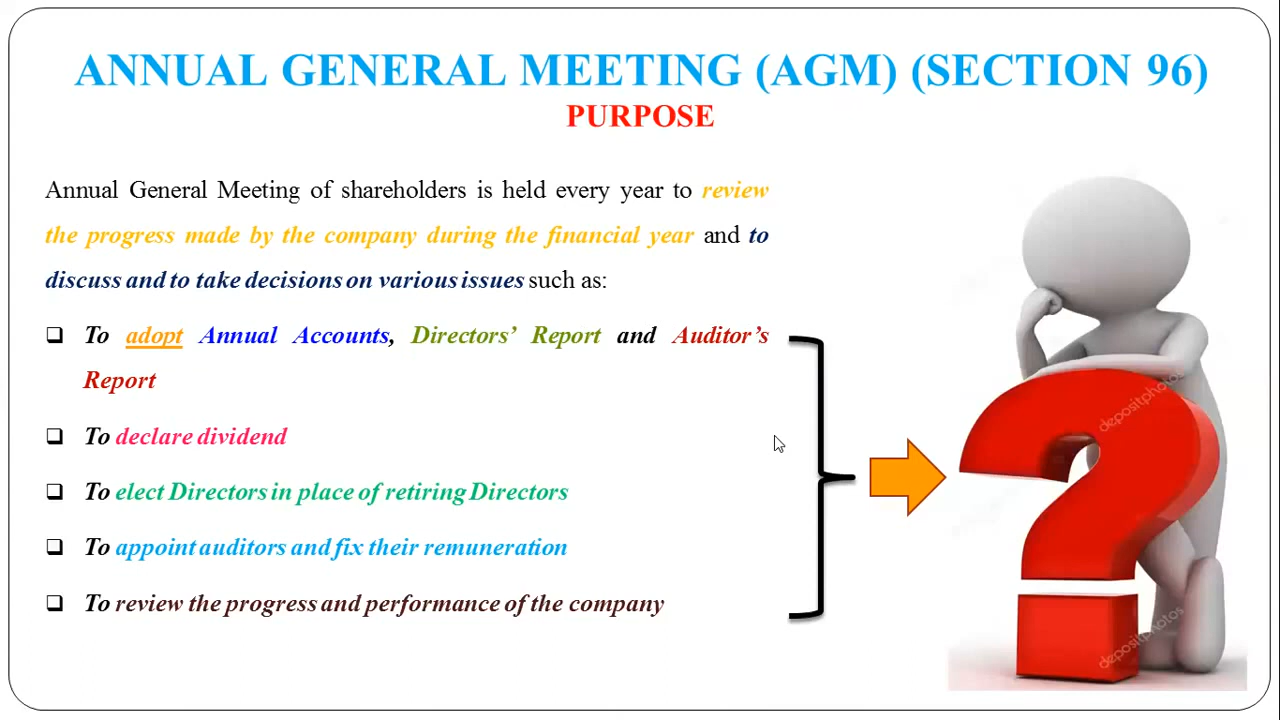 ANNUAL GENERAL MEETING (AGM) (SECTION 96)
PURPOSE
Annual General Meeting of shareholders is held every year to review
the progress made by the company during the financial year and to
discuss and to take decisions on various issues such as:
To adopt Annual Accounts, Directors’ Report and Auditor’s
Report
To declare dividend
To elect Directors in place of retiring Directors
To appoint auditors and fix their remuneration
To review the progress and performance of the company
depositphotos
depositphotos